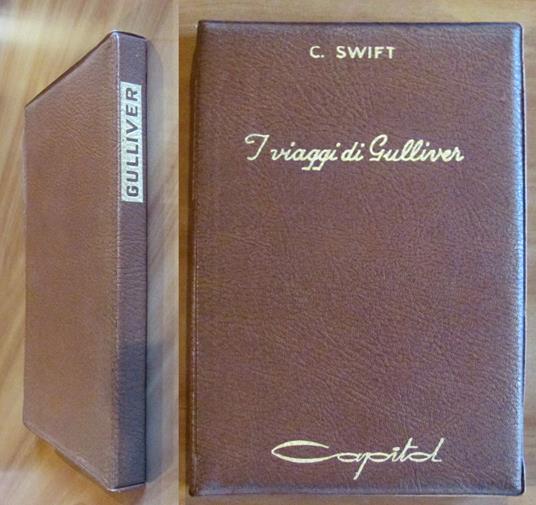 GULLIVER
C. SWIFT
I viaggi di Gulliver
Capitol